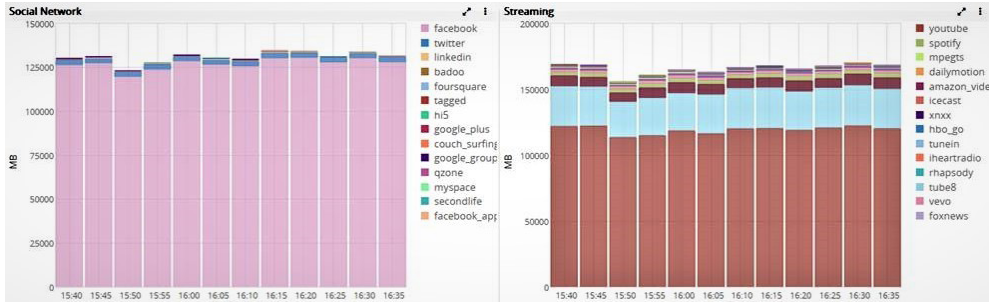 Social Network
150000
125000
100000
75000
50000
25000
0
MB
15:40 15:45 15:50 15:55 16:00 16:05 16:10 16:15 16:20 16:25 16:30 16:35
facebook
twitter
linkedin
badoo
foursquare
tagged
hi5
google_plus
couch_surfing
google_group
qzone
myspace
secondlife
facebook_app
Streaming
200000
150000
100000
50000
0
MB
15:40 15:45 15:50 15:55 16:00 16:05 16:10 16:15 16:20 16:25 16:30 16:35
youtube
spotify
mpegts
dailymotion
amazon_vide
icecast
xnxx
hbo_go
tunein
iheartradio
rhapsody
tube8
vevo
foxnews